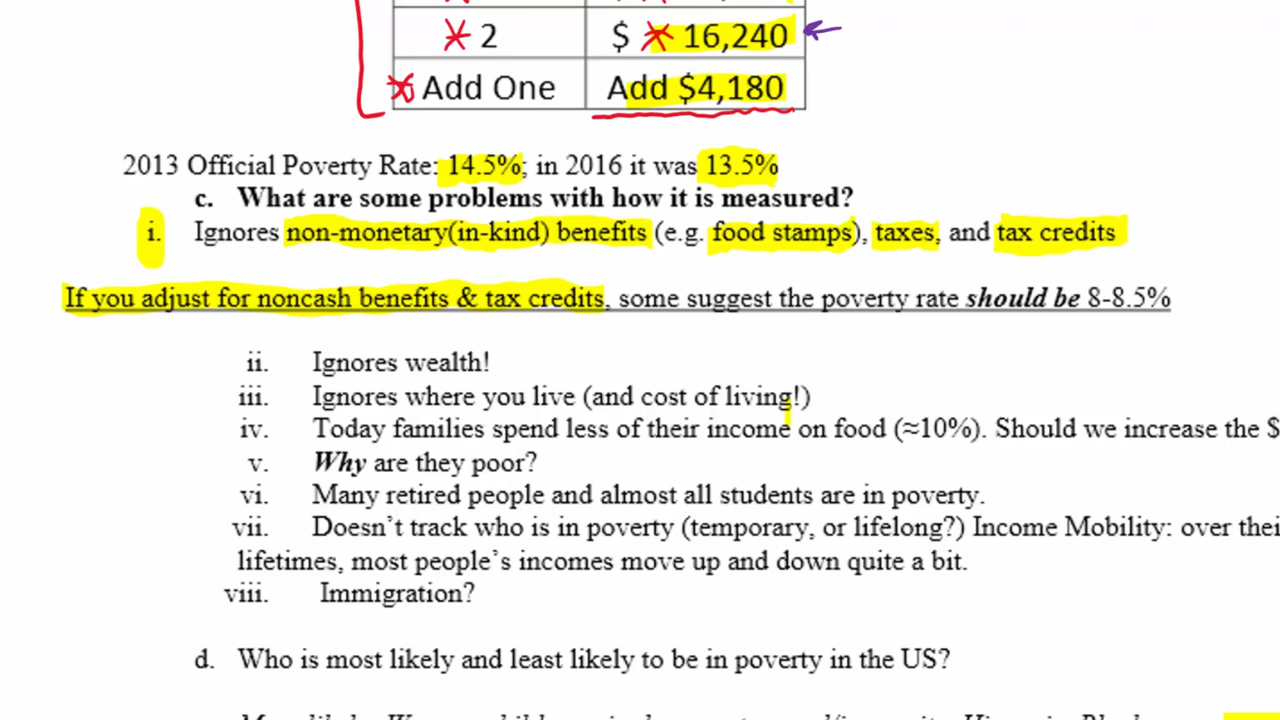 2 $ 16,240
Add One Add $4,180
2013 Official Poverty Rate: 14.5%; in 2016 it was 13.5%
c. What are some problems with how it is measured?
i. Ignores non-monetary(in-kind) benefits (e.g. food stamps), taxes, and tax credits
If you adjust for noncash benefits & tax credits, some suggest the poverty rate should be 8-8.5%
ii. Ignores wealth!
iii. Ignores where you live (and cost of living!)
iv. Today families spend less of their income on food (≈10%). Should we increase the $
v. Why are they poor?
vi. Many retired people and almost all students are in poverty.
vii. Doesn't track who is in poverty (temporary, or lifelong?) Income Mobility: over thei
lifetimes, most people's incomes move up and down quite a bit.
viii. Immigration?
d. Who is most likely and least likely to be in poverty in the US?